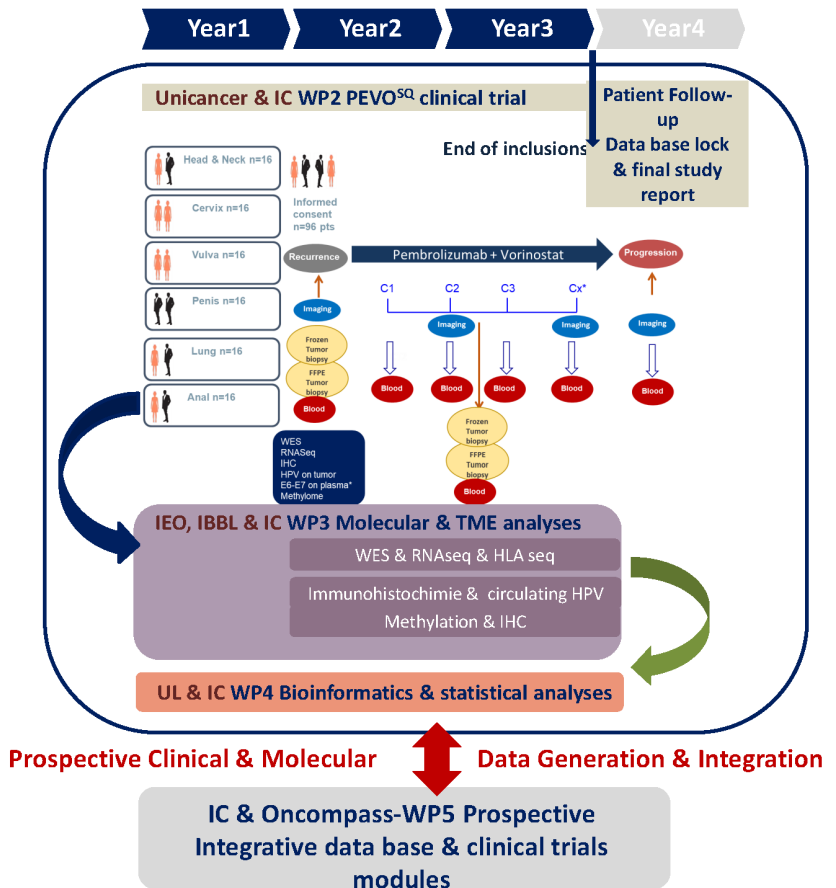 Year1
Year2
Year3
Year4
Unicancer & IC WP2 PEVOSQ clinical trial
Patient Follow-
up
Data base lock
& final study
report
End of inclusions
Head & Neck n=16
Cervix n=16
Vulva n=16
Penis n=16
Lung n=16
Anal n=16
Informed
consent
n=96 pts
Recurrence
Pembrolizumab + Vorinostat
Progression
C1
C2
C3
Cx*
Imaging
Imaging
Imaging
Imaging
Frozen
Tumor
biopsy
FFPE
Tumor
biopsy
Blood
Blood
Blood
Blood
Blood
Blood
Frozen
Tumor
biopsy
FFPE
Tumor
biopsy
Blood
WES
RNASeq
IHC
HPV on tumor
E6-E7 on plasma*
Methylome
IEO, IBBL & IC WP3 Molecular & TME analyses
WES & RNAseq & HLA seq
Immunohistochimie & circulating HPV
Methylation & IHC
UL & IC WP4 Bioinformatics & statistical analyses
Prospective Clinical & Molecular
Data Generation & Integration
IC & Oncompass-WP5 Prospective
Integrative data base & clinical trials
modules